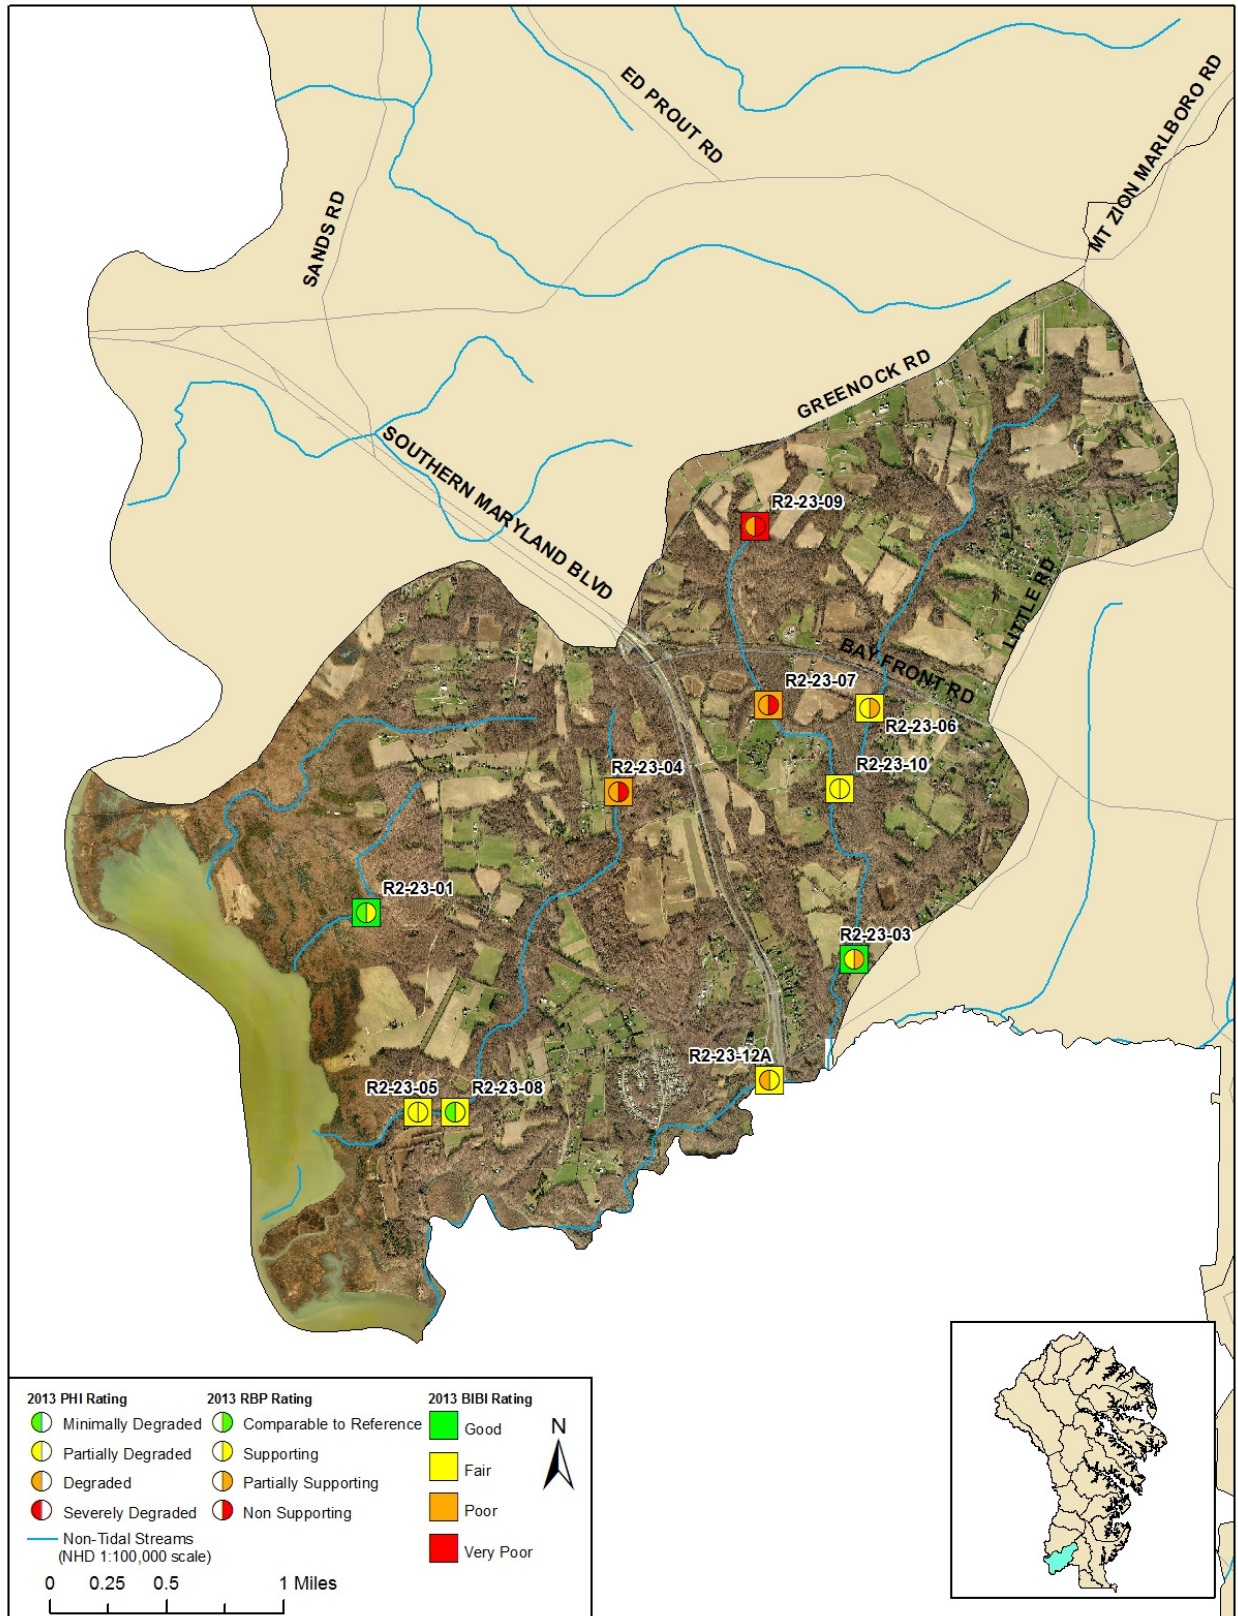 ED PROUT RD
MT ZION MARLBORO RD
SANDS RD
GREENOCK RD
SOUTHERN MARYLAND BLVD
R2-23-09
LITTLE RD
BAY FRONT RD
R2-23-07
R2-23-06
R2-23-04
R2-23-10
R2-23-01
R2-23-03
R2-23-12A
R2-23-05
R2-23-08
2013 PHI Rating
Minimally Degraded
Partially Degraded
Degraded
Severely Degraded
Non-Tidal Streams
(NHD 1:100,000 scale)
2013 RBP Rating
Comparable to Reference
Supporting
Partially Supporting
Non Supporting
2013 BIBI Rating
Good
Fair
Poor
Very Poor
N
0 0.25 0.5 1 Miles